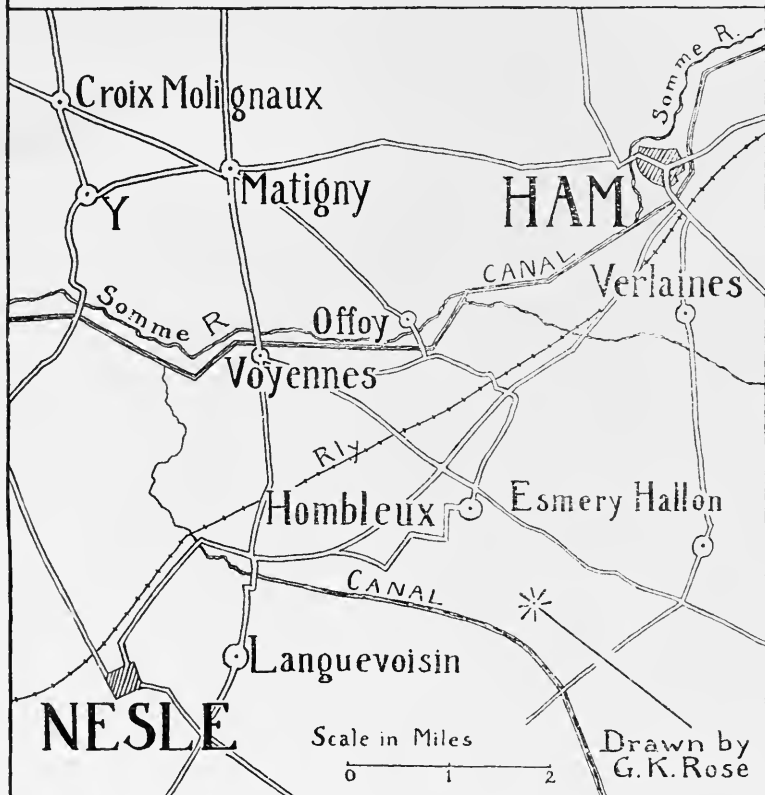 Somme R.
Croix Molignaux
Matigny
HAM
Y
CANAL
Verlaines
Somme R
Offoy
Voyennes
Rly
Hombleux
Esmery Hallon
CANAL
Languevoisin
NESLE
Scale in Miles
0 1 2
Drawn by
G. K. Rose